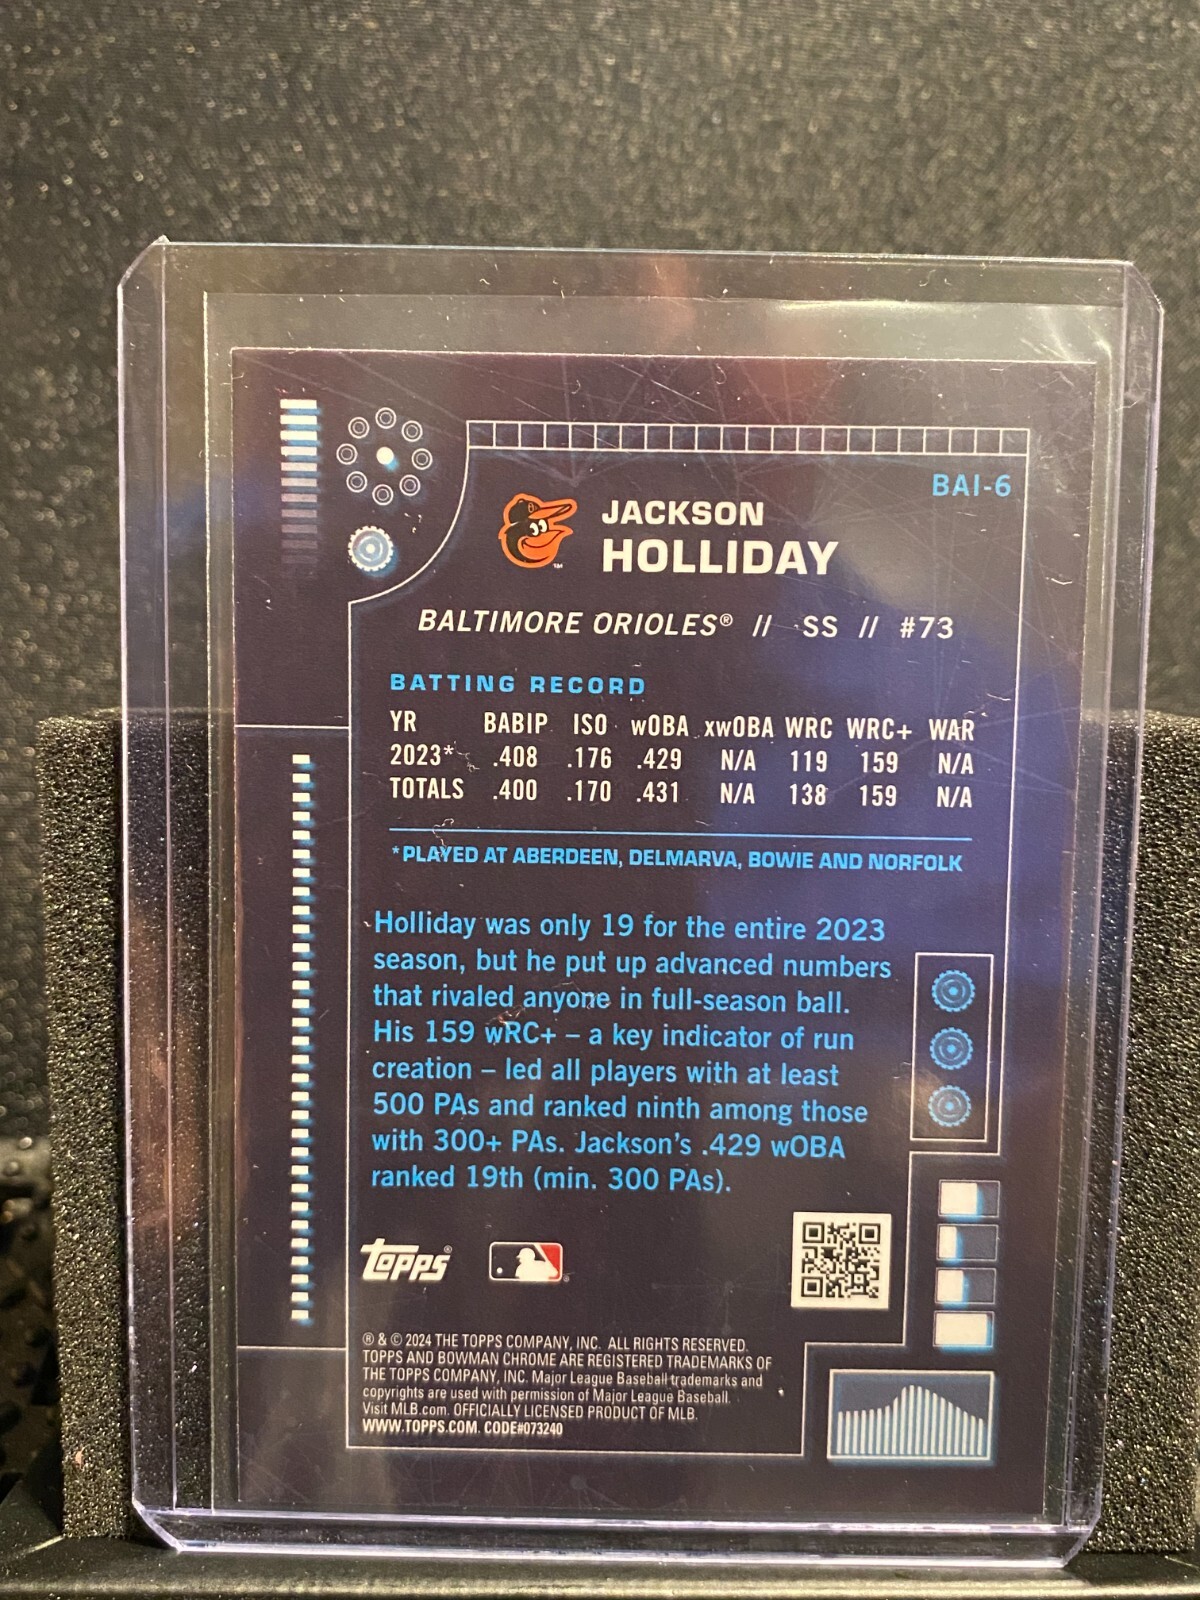 BAI-6
JACKSON
HOLLIDAY
BALTIMORE ORIOLES® // SS // #73
BATTING RECORD
YR BABIP ISO wOBA xwOBA WRC WRC+ WAR
2023* .408 .176 .429 N/A 119 159 N/A
TOTALS .400 .170 .431 N/A 138 159 N/A
*PLAYED AT ABERDEEN, DELMARVA, BOWIE AND NORFOLK
Holliday was only 19 for the entire 2023
season, but he put up advanced numbers
that rivaled anyone in full-season ball.
His 159 wRC+ – a key indicator of run
creation – led all players with at least
500 PAs and ranked ninth among those
with 300+ PAs. Jackson's .429 wOBA
ranked 19th (min. 300 PAs).
topps®
® & © 2024 THE TOPPS COMPANY, INC. ALL RIGHTS RESERVED.
TOPPS AND BOWMAN CHROME ARE REGISTERED TRADEMARKS OF
THE TOPPS COMPANY, INC. Major League Baseball trademarks and
copyrights are used with permission of Major League Baseball.
Visit MLB.com. OFFICIALLY LICENSED PRODUCT OF MLB.
WWW.TOPPS.COM. CODE#073240